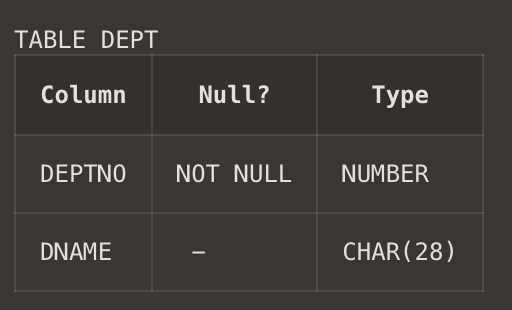 TABLE DEPT
Column Null? Type
DEPTNO NOT NULL NUMBER
DNAME – CHAR(28)